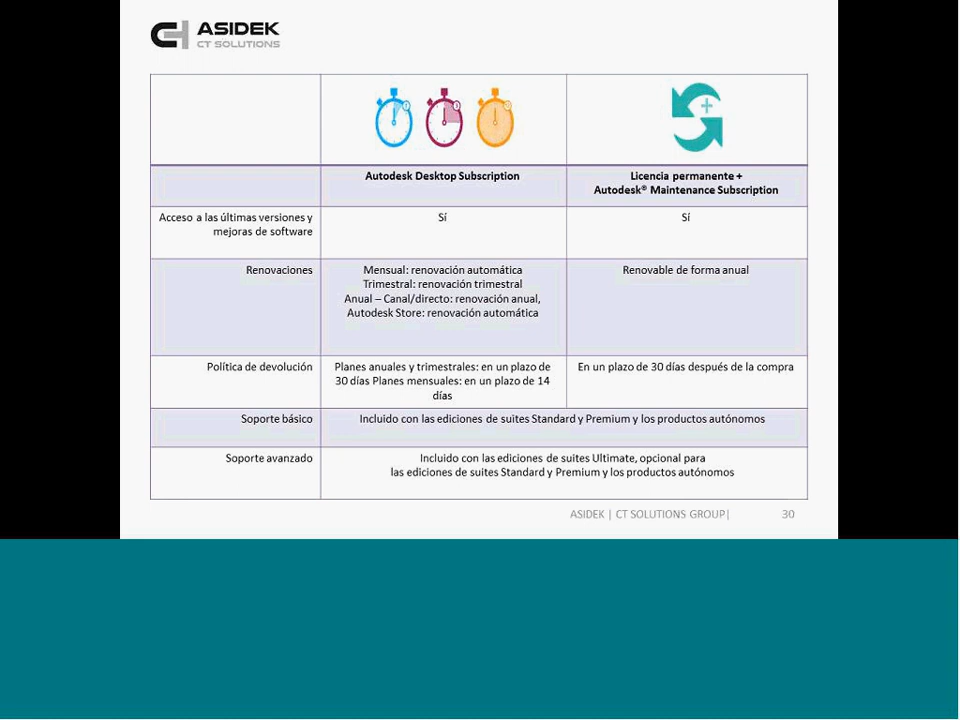 ASIDEK
CT SOLUTIONS
Autodesk Desktop Subscription
Licencia permanente +
Autodesk® Maintenance Subscription
Acceso a las últimas versiones y
mejoras de software
Sí
Sí
Renovaciones
Mensual: renovación automática
Trimestral: renovación trimestral
Anual – Canal/directo: renovación anual,
Autodesk Store: renovación automática
Renovable de forma anual
Política de devolución
Planes anuales y trimestrales: en un plazo de
30 días Planes mensuales: en un plazo de 14
días
En un plazo de 30 días después de la compra
Soporte básico
Incluido con las ediciones de suites Standard y Premium y los productos autónomos
Soporte avanzado
Incluido con las ediciones de suites Ultimate, opcional para
las ediciones de suites Standard y Premium y los productos autónomos
ASIDEK | CT SOLUTIONS GROUP|
30